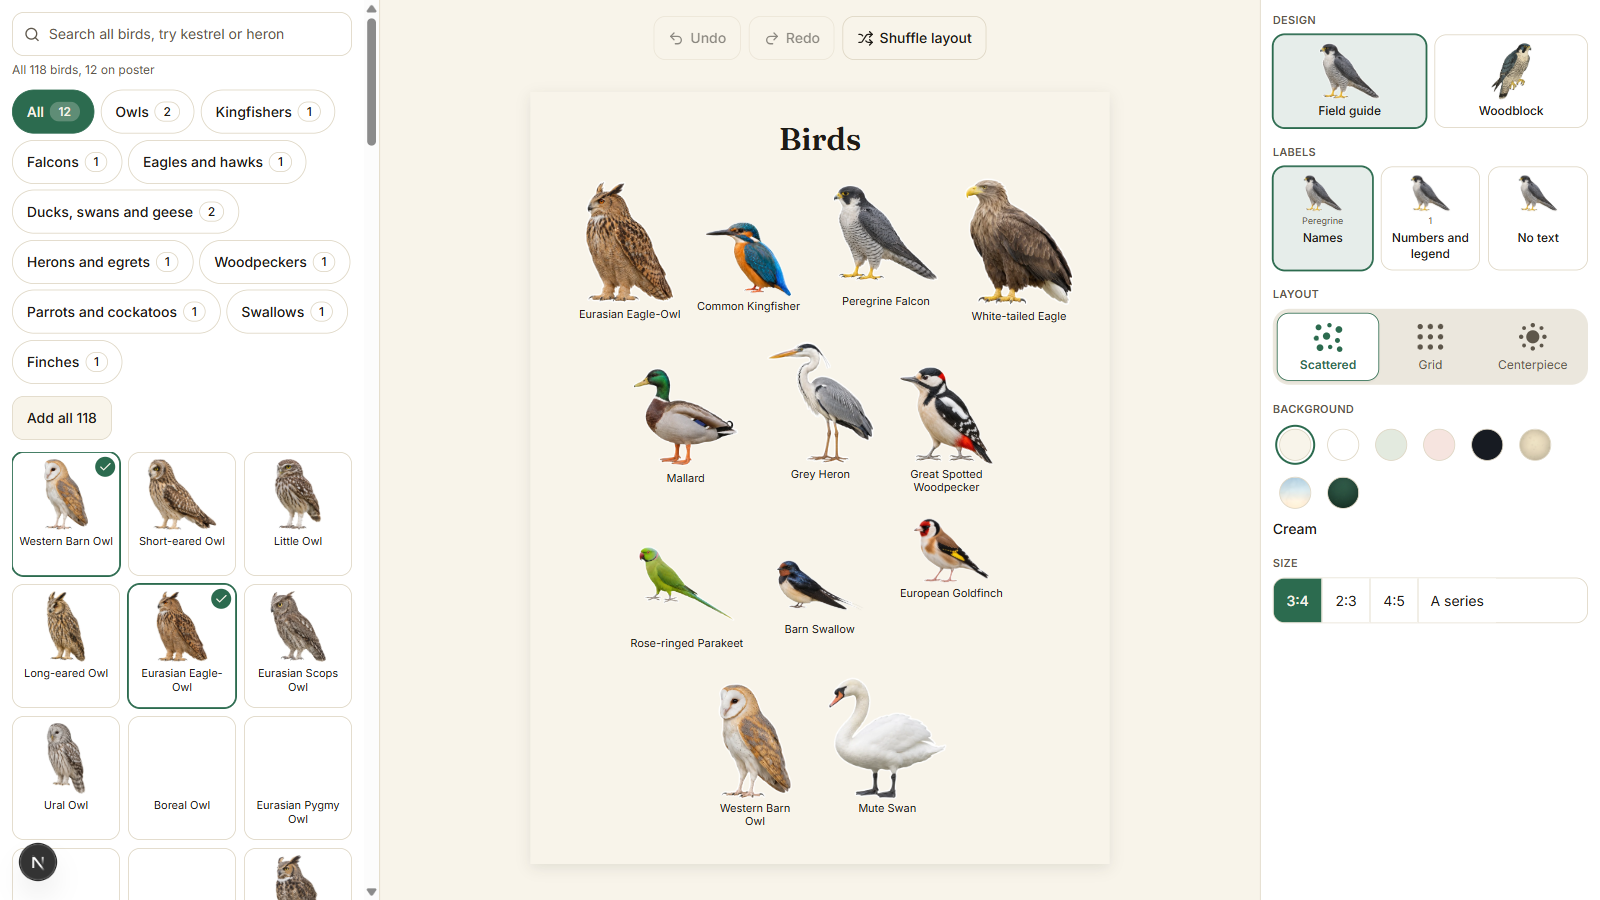 Search all birds, try kestrel or heron
All 118 birds, 12 on poster
All 12
Owls 2
Kingfishers 1
Falcons 1
Eagles and hawks 1
Ducks, swans and geese 2
Herons and egrets 1
Woodpeckers 1
Parrots and cockatoos 1
Swallows 1
Finches 1
Add all 118
Western Barn Owl
Short-eared Owl
Little Owl
Long-eared Owl
Eurasian Eagle-
Owl
Eurasian Scops
Owl
Ural Owl
Boreal Owl
Eurasian Pygmy
Owl
N
Undo
Redo
Shuffle layout
Birds
Eurasian Eagle-Owl
Common Kingfisher
Peregrine Falcon
White-tailed Eagle
Mallard
Grey Heron
Great Spotted
Woodpecker
Rose-ringed Parakeet
Barn Swallow
European Goldfinch
Western Barn
Owl
Mute Swan
DESIGN
Field guide
Woodblock
LABELS
Peregrine
Names
1
Numbers and
legend
No text
LAYOUT
Scattered
Grid
Centerpiece
BACKGROUND
Cream
SIZE
3:4
2:3
4:5
A series